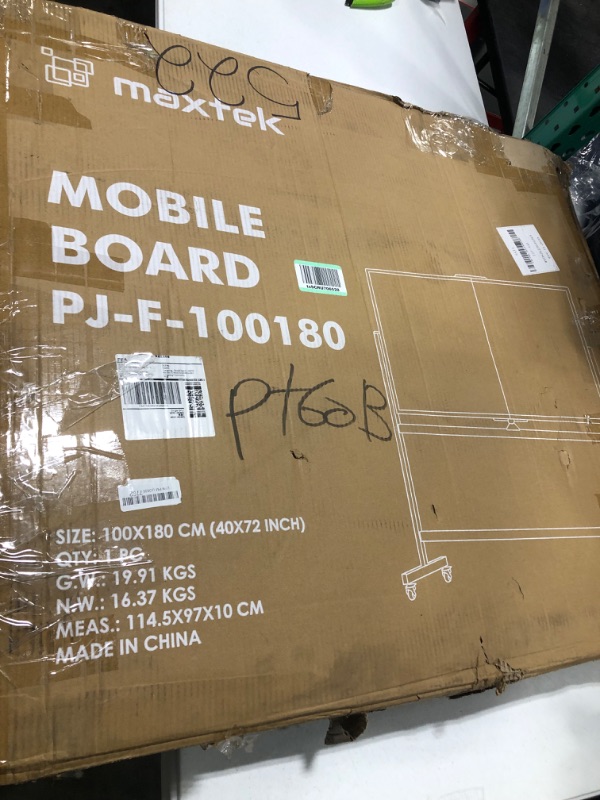 522
maxtek
MOBILE
BOARD
PJ-F-100180
Pt60B
SIZE: 100X180 CM (40X72 INCH)
QTY: 1 PC
G.W.: 19.91 KGS
N.W.: 16.37 KGS
MEAS.: 114.5X97X10 CM
MADE IN CHINA